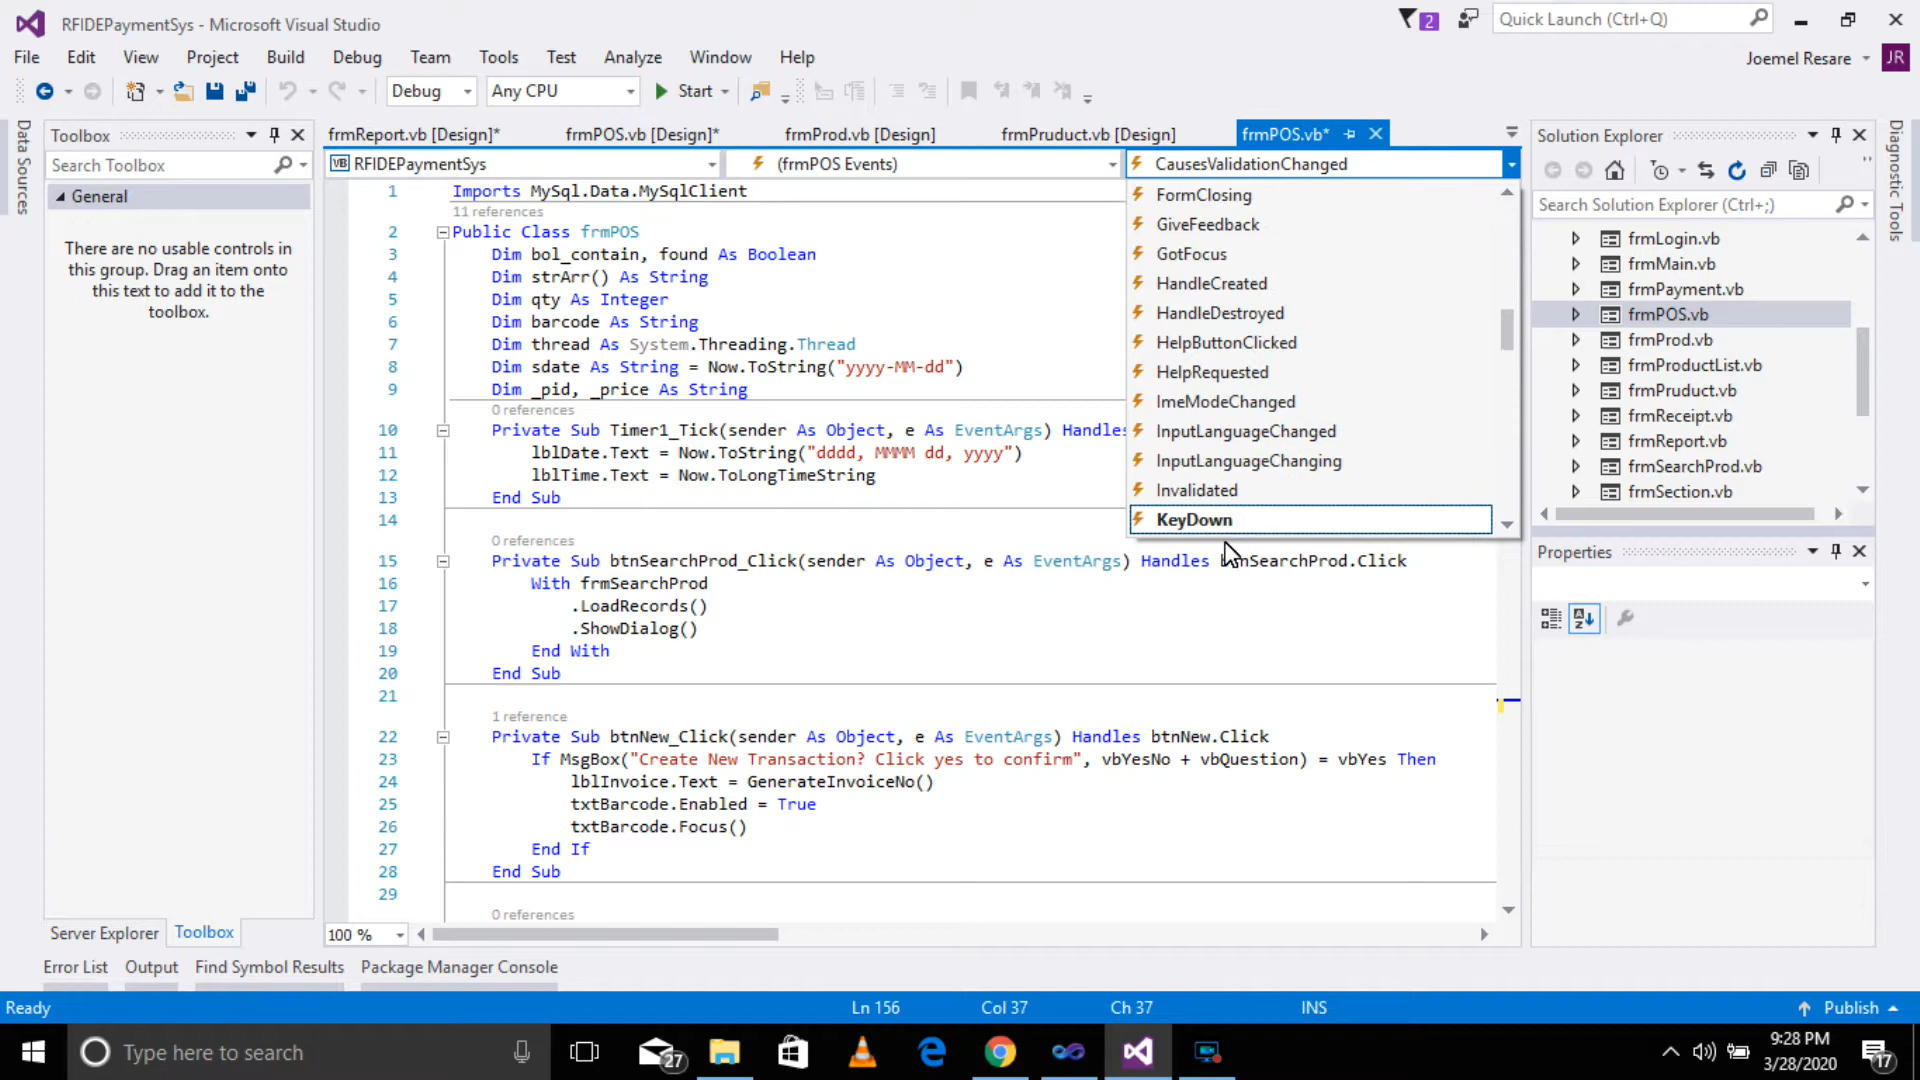 RFIDEPaymentSys - Microsoft Visual Studio
2
Quick Launch (Ctrl+Q)
File Edit View Project Build Debug Team Tools Test Analyze Window Help
Joemel Resare JR
Debug Any CPU Start
Data Sources
Toolbox
Search Toolbox
General
There are no usable controls in
this group. Drag an item onto
this text to add it to the
toolbox.
Server Explorer Toolbox
frmReport.vb [Design]* frmPOS.vb [Design]* frmProd.vb [Design] frmPruduct.vb [Design] frmPOS.vb*
VB RFIDEPaymentSys (frmPOS Events) CausesValidationChanged
1 Imports MySql.Data.MySqlClient
11 references
2 Public Class frmPOS
3 Dim bol_contain, found As Boolean
4 Dim strArr() As String
5 Dim qty As Integer
6 Dim barcode As String
7 Dim thread As System.Threading.Thread
8 Dim sdate As String = Now.ToString("yyyy-MM-dd")
9 Dim _pid, _price As String
0 references
10 Private Sub Timer1_Tick(sender As Object, e As EventArgs) Handles
11 lblDate.Text = Now.ToString("dddd, MMMM dd, yyyy")
12 lblTime.Text = Now.ToLongTimeString
13 End Sub
14
0 references
15 Private Sub btnSearchProd_Click(sender As Object, e As EventArgs) Handles btnSearchProd.Click
16 With frmSearchProd
17 .LoadRecords()
18 .ShowDialog()
19 End With
20 End Sub
21
1 reference
22 Private Sub btnNew_Click(sender As Object, e As EventArgs) Handles btnNew.Click
23 If MsgBox("Create New Transaction? Click yes to confirm", vbYesNo + vbQuestion) = vbYes Then
24 lblInvoice.Text = GenerateInvoiceNo()
25 txtBarcode.Enabled = True
26 txtBarcode.Focus()
27 End If
28 End Sub
29
0 references
100 %
FormClosing
GiveFeedback
GotFocus
HandleCreated
HandleDestroyed
HelpButtonClicked
HelpRequested
ImeModeChanged
InputLanguageChanged
InputLanguageChanging
Invalidated
KeyDown
Solution Explorer
Search Solution Explorer (Ctrl+;)
frmLogin.vb
frmMain.vb
frmPayment.vb
frmPOS.vb
frmProd.vb
frmProductList.vb
frmPruduct.vb
frmReceipt.vb
frmReport.vb
frmSearchProd.vb
frmSection.vb
Properties
Diagnostic Tools
Error List Output Find Symbol Results Package Manager Console
Ready Ln 156 Col 37 Ch 37 INS Publish
Type here to search
27
9:28 PM
3/28/2020
17